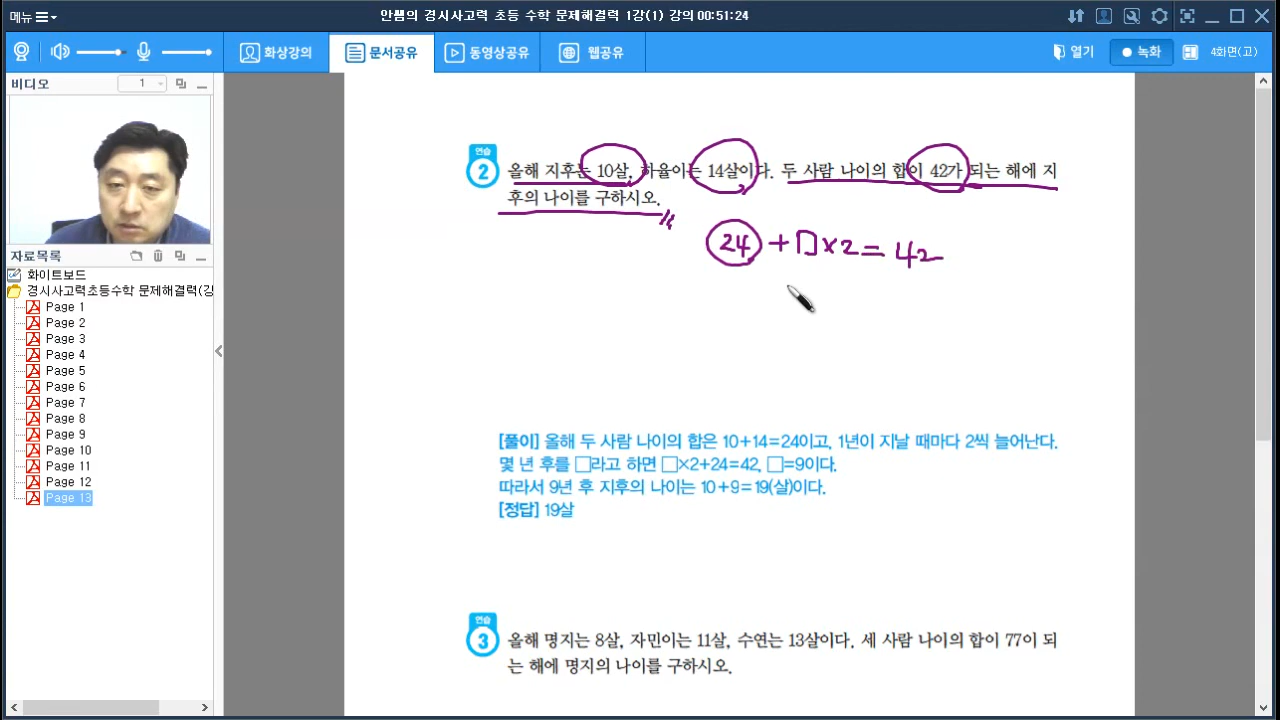 메뉴
안쌤의 경시사고력 초등 수학 문제해결력 1강(1) 강의 00:51:24
화상강의
문서공유
동영상공유
웹공유
열기
녹화
4화면(고)
비디오
1
자료목록
화이트보드
경시사고력초등수학 문제해결력(강
Page 1
Page 2
Page 3
Page 4
Page 5
Page 6
Page 7
Page 8
Page 9
Page 10
Page 11
Page 12
Page 13
연습
2
올해 지후는 10살, 하율이는 14살이다. 두 사람 나이의 합이 42가 되는 해에 지
후의 나이를 구하시오.
24 + □×2 = 42
[풀이] 올해 두 사람 나이의 합은 10+14=24이고, 1년이 지날 때마다 2씩 늘어난다.
몇 년 후를 □라고 하면 □×2+24=42, □=9이다.
따라서 9년 후 지후의 나이는 10+9=19(살)이다.
[정답] 19살
연습
3
올해 명지는 8살, 자민이는 11살, 수연는 13살이다. 세 사람 나이의 합이 77이 되
는 해에 명지의 나이를 구하시오.